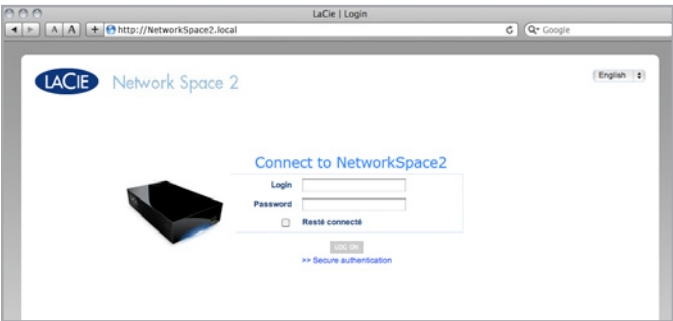 LaCie | Login
A A + http://NetworkSpace2.local
Google
LACIE Network Space 2
English
Connect to NetworkSpace2
Login
Password
Resté connecté
LOG ON
>> Secure authentication